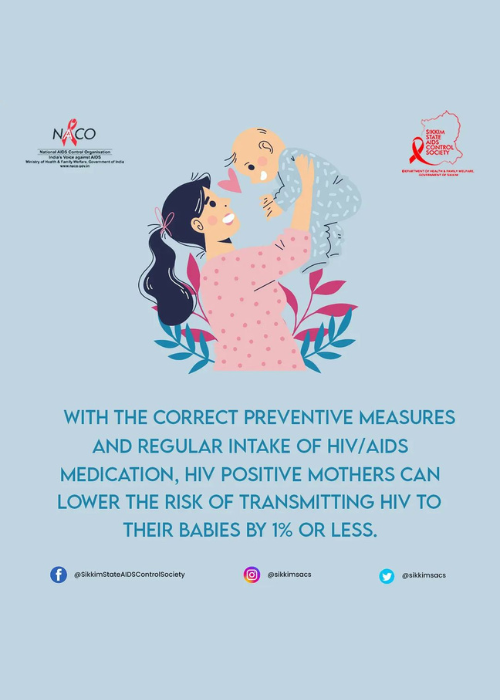 NACO
National AIDS Control Organisation
India's Voice against AIDS
Ministry of Health & Family Welfare, Government of India
www.naco.gov.in
SIKKIM
STATE
AIDS
CONTROL
SOCIETY
DEPARTMENT OF HEALTH & FAMILY WELFARE
GOVERNMENT OF SIKKIM
WITH THE CORRECT PREVENTIVE MEASURES
AND REGULAR INTAKE OF HIV/AIDS
MEDICATION, HIV POSITIVE MOTHERS CAN
LOWER THE RISK OF TRANSMITTING HIV TO
THEIR BABIES BY 1% OR LESS.
@SikkimStateAIDSControlSociety
@sikkimsacs
@sikkimsacs